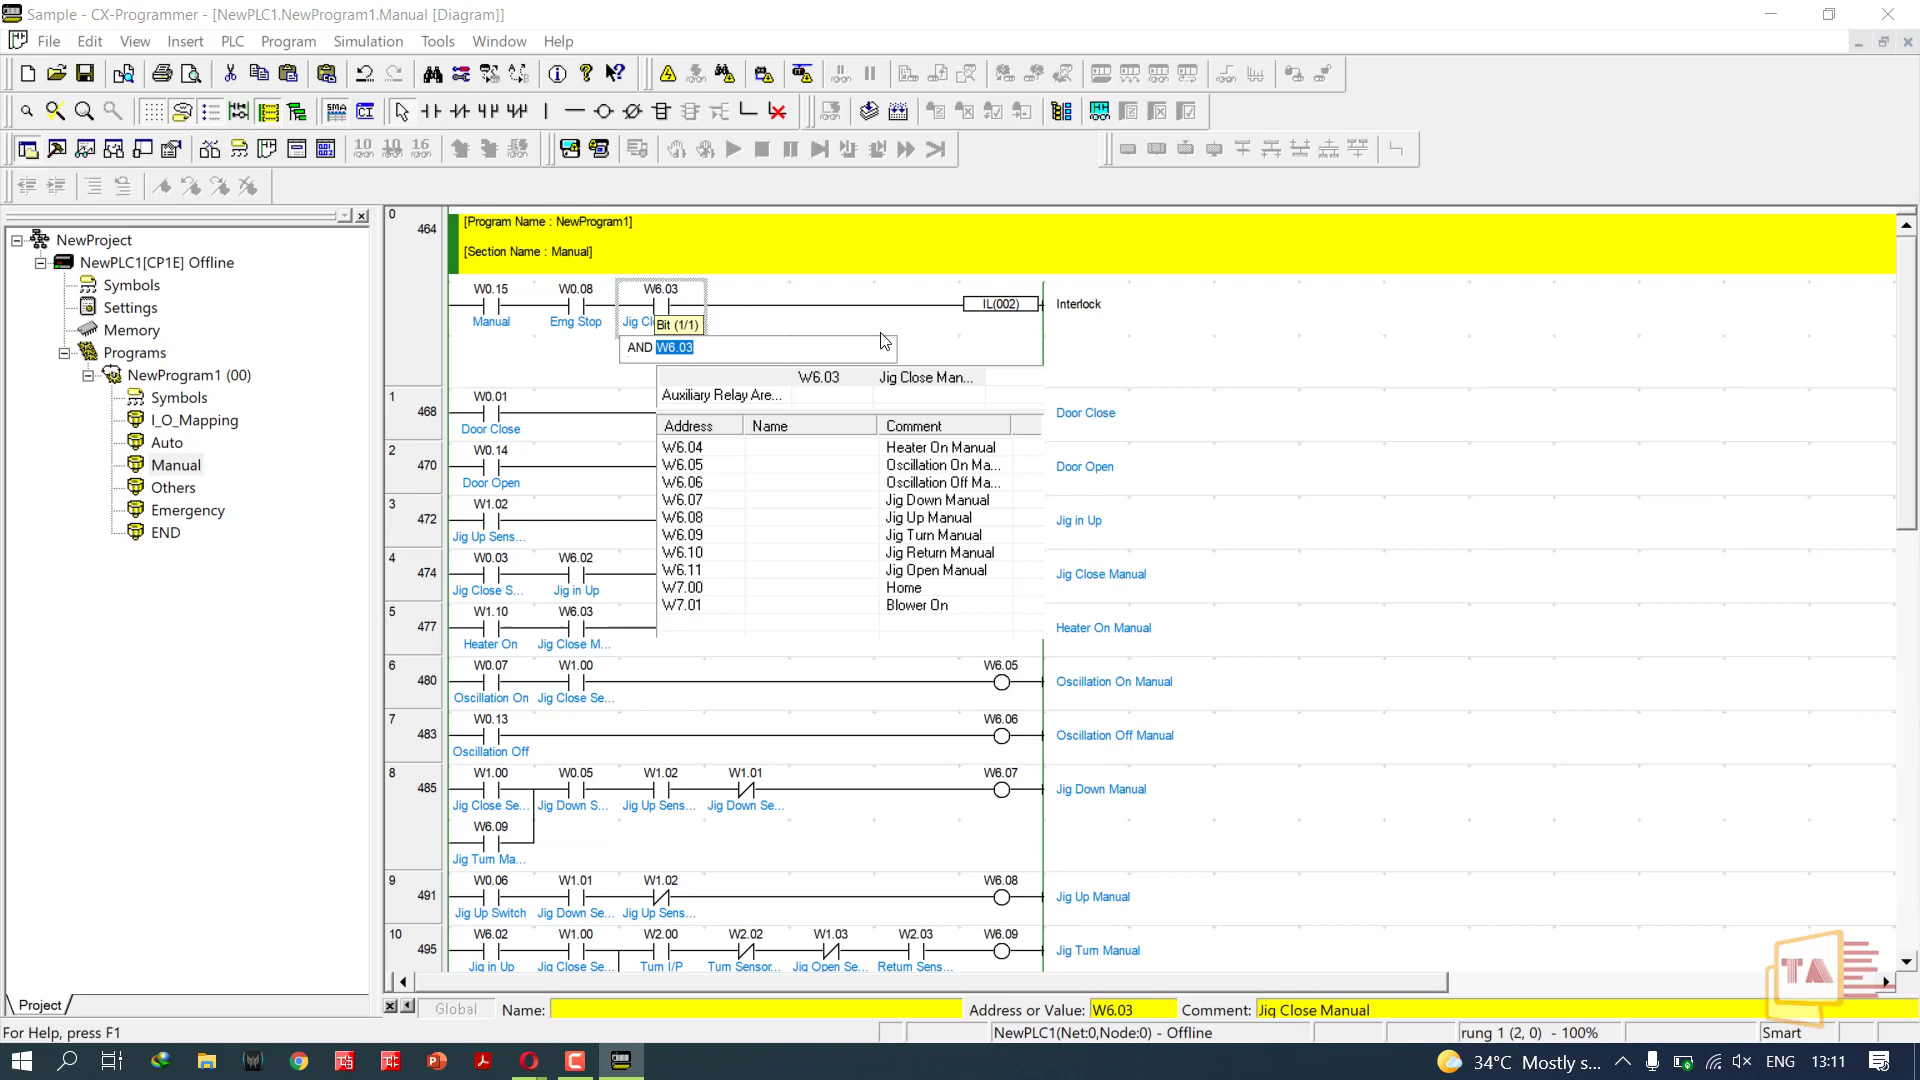 Sample - CX-Programmer - [NewPLC1.NewProgram1.Manual [Diagram]]
File Edit View Insert PLC Program Simulation Tools Window Help
NewProject
NewPLC1[CP1E] Offline
Symbols
Settings
Memory
Programs
NewProgram1 (00)
Symbols
I_O_Mapping
Auto
Manual
Others
Emergency
END
Project
0
464
[Program Name : NewProgram1]
[Section Name : Manual]
W0.15 W0.08 W6.03
IL(002) Interlock
Manual Emg Stop Jig Cl
Bit (1/1)
AND W6.03
W6.03 Jig Close Man...
Auxiliary Relay Are...
Address Name Comment
W6.04 Heater On Manual
W6.05 Oscillation On Ma...
W6.06 Oscillation Off Ma...
W6.07 Jig Down Manual
W6.08 Jig Up Manual
W6.09 Jig Turn Manual
W6.10 Jig Return Manual
W6.11 Jig Open Manual
W7.00 Home
W7.01 Blower On
1 W0.01
468 Door Close
Door Close
2 W0.14
470 Door Open
Door Open
3 W1.02
472 Jig in Up
Jig Up Sens...
4 W0.03 W6.02
474 Jig Close Manual
Jig Close S... Jig in Up
5 W1.10 W6.03
477 Heater On Manual
Heater On Jig Close M...
6 W0.07 W1.00 W6.05
480 Oscillation On Manual
Oscillation On Jig Close Se...
7 W0.13 W6.06
483 Oscillation Off Manual
Oscillation Off
8 W1.00 W0.05 W1.02 W1.01 W6.07
485 Jig Down Manual
Jig Close Se... Jig Down S... Jig Up Sens... Jig Down Se...
W6.09
Jig Turn Ma...
9 W0.06 W1.01 W1.02 W6.08
491 Jig Up Manual
Jig Up Switch Jig Down Se... Jig Up Sens...
10 W6.02 W1.00 W2.00 W2.02 W1.03 W2.03 W6.09
495 Jig Turn Manual
Jig in Up Jig Close Se... Turn I/P Turn Sensor... Jig Open Se... Return Sens...
TA
Global Name: Address or Value: W6.03 Comment: Jig Close Manual
For Help, press F1 NewPLC1(Net:0,Node:0) - Offline rung 1 (2, 0) - 100% Smart
34°C Mostly s... ENG 13:11